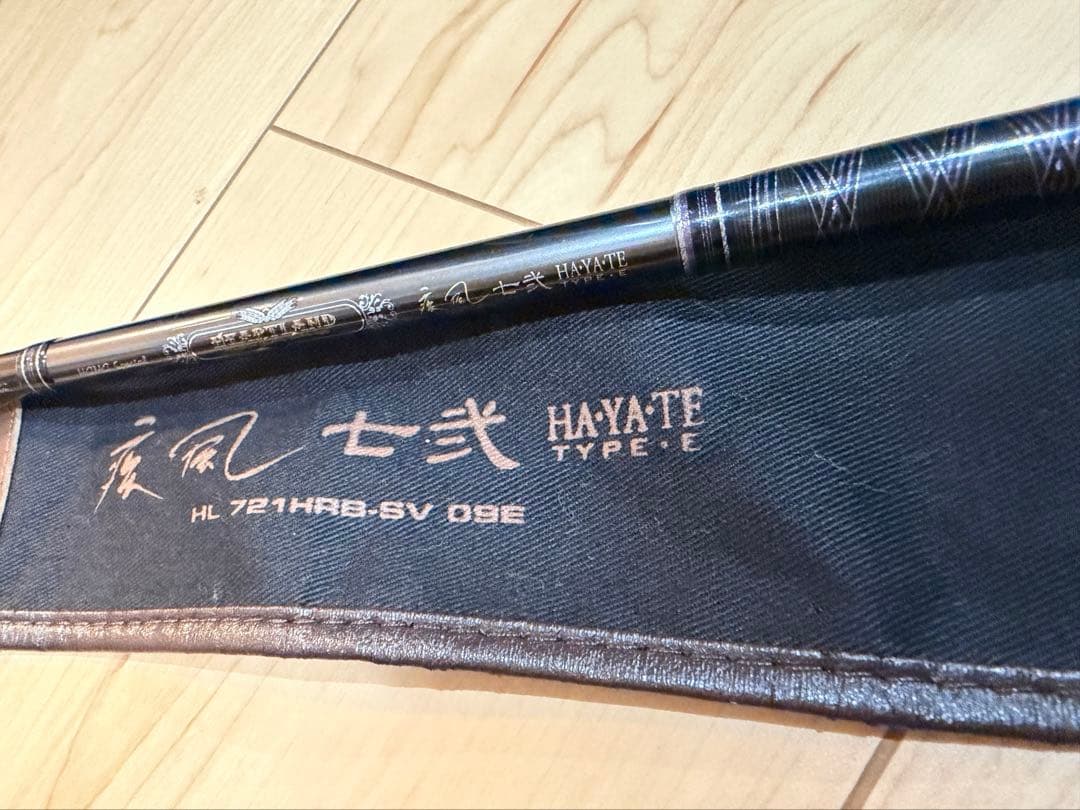 HEARTLAND
疾風 七弐 HA·YA·TE
TYPE·E
疾風 七·弐 HA·YA·TE
TYPE·E
HL 721HRB-SV 09E